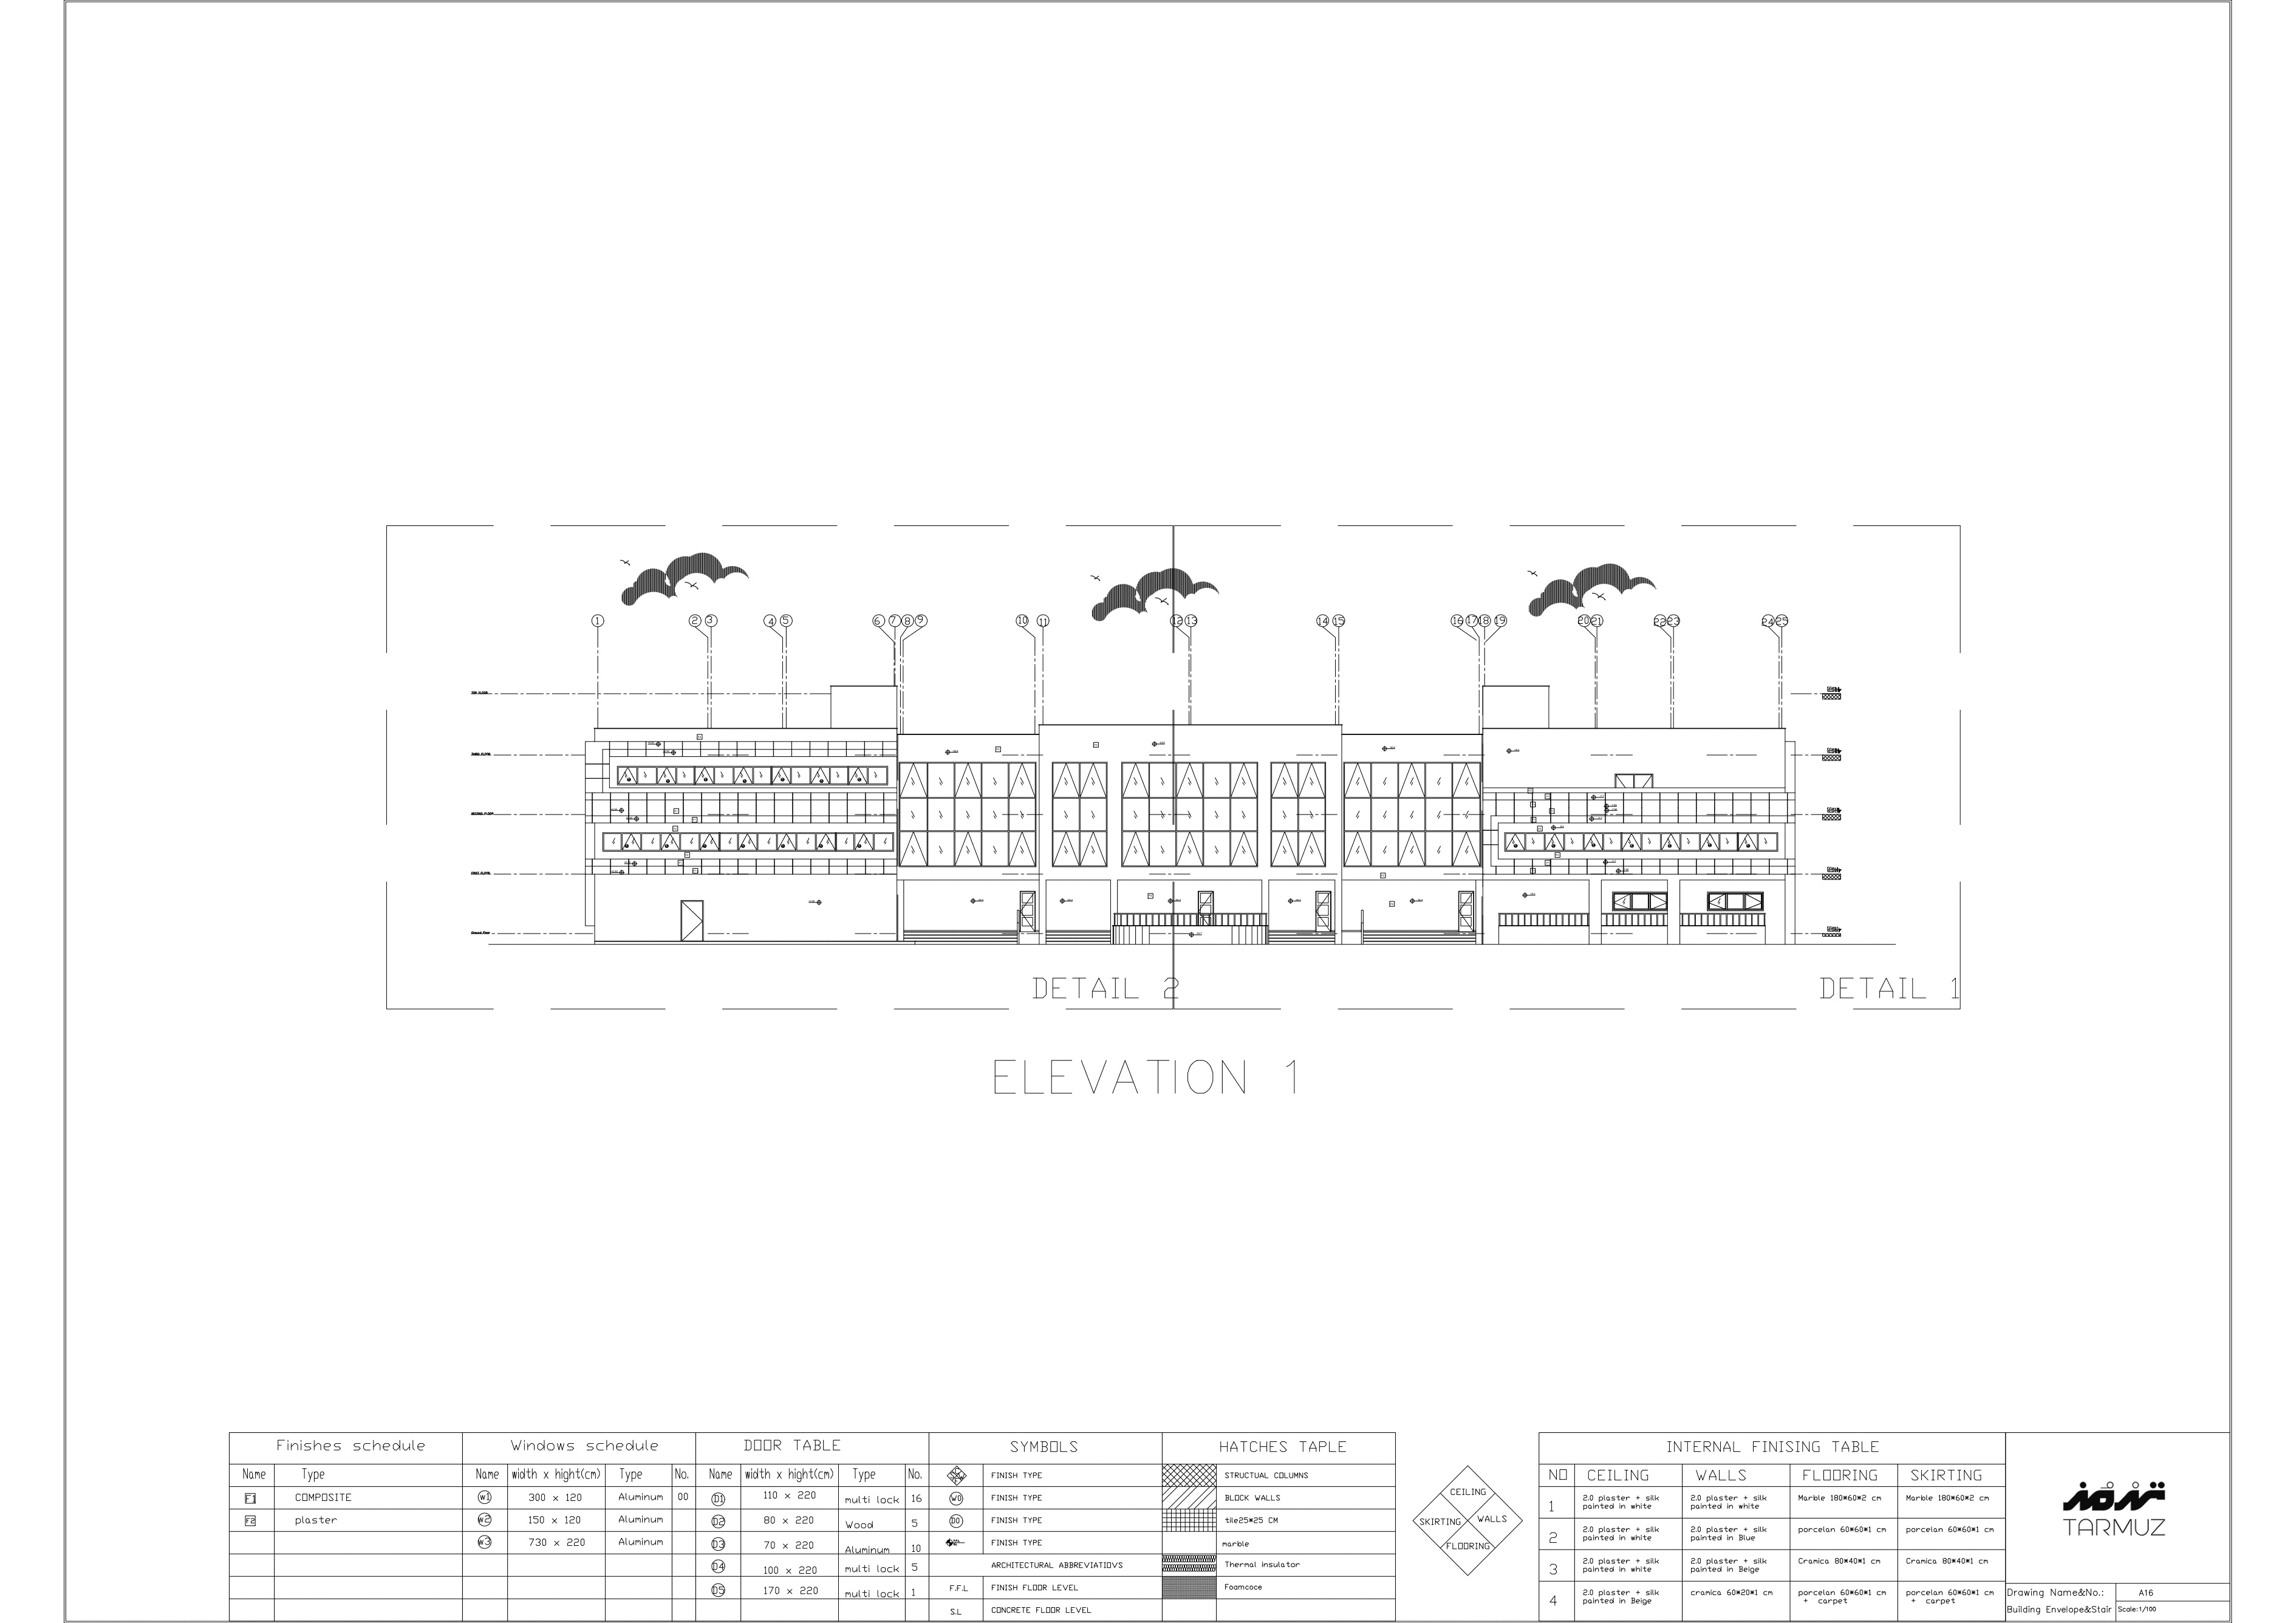 1 2 3 4 5 6 7 8 9 10 11 12 13 14 15 16 17 18 19 20 21 22 23 24 25
TOP FLOOR
THIRD FLOOR
SECOND FLOOR
FIRST FLOOR
Ground Floor
DETAIL 2
DETAIL 1
ELEVATION 1
Finishes schedule
Name Type
F1 COMPOSITE
F2 plaster
Windows schedule
Name width x hight(cm) Type No.
w1 300 x 120 Aluminum 00
w2 150 x 120 Aluminum
w3 730 x 220 Aluminum
DOOR TABLE
Name width x hight(cm) Type No.
D1 110 x 220 multi lock 16
D2 80 x 220 Wood 5
D3 70 x 220 Aluminum 10
D4 100 x 220 multi lock 5
D5 170 x 220 multi lock 1
SYMBOLS
FINISH TYPE
W0 FINISH TYPE
D0 FINISH TYPE
FINISH TYPE
ARCHITECTURAL ABBREVIATIOVS
F.F.L FINISH FLOOR LEVEL
S.L CONCRETE FLOOR LEVEL
HATCHES TAPLE
STRUCTUAL COLUMNS
BLOCK WALLS
tile25*25 CM
marble
Thermal insulator
Foamcoce
CEILING
SKIRTING WALLS
FLOORING
INTERNAL FINISING TABLE
NO CEILING WALLS FLOORING SKIRTING
1 2.0 plaster + silk painted in white 2.0 plaster + silk painted in white Marble 180*60*2 cm Marble 180*60*2 cm
2 2.0 plaster + silk painted in white 2.0 plaster + silk painted in Blue porcelan 60*60*1 cm porcelan 60*60*1 cm
3 2.0 plaster + silk painted in white 2.0 plaster + silk painted in Beige Cramica 80*40*1 cm Cramica 80*40*1 cm
4 2.0 plaster + silk painted in Beige cramica 60*20*1 cm porcelan 60*60*1 cm + carpet porcelan 60*60*1 cm + carpet
ترمز
TARMUZ
Drawing Name&No.: A16
Building Envelope&Stair Scale:1/100